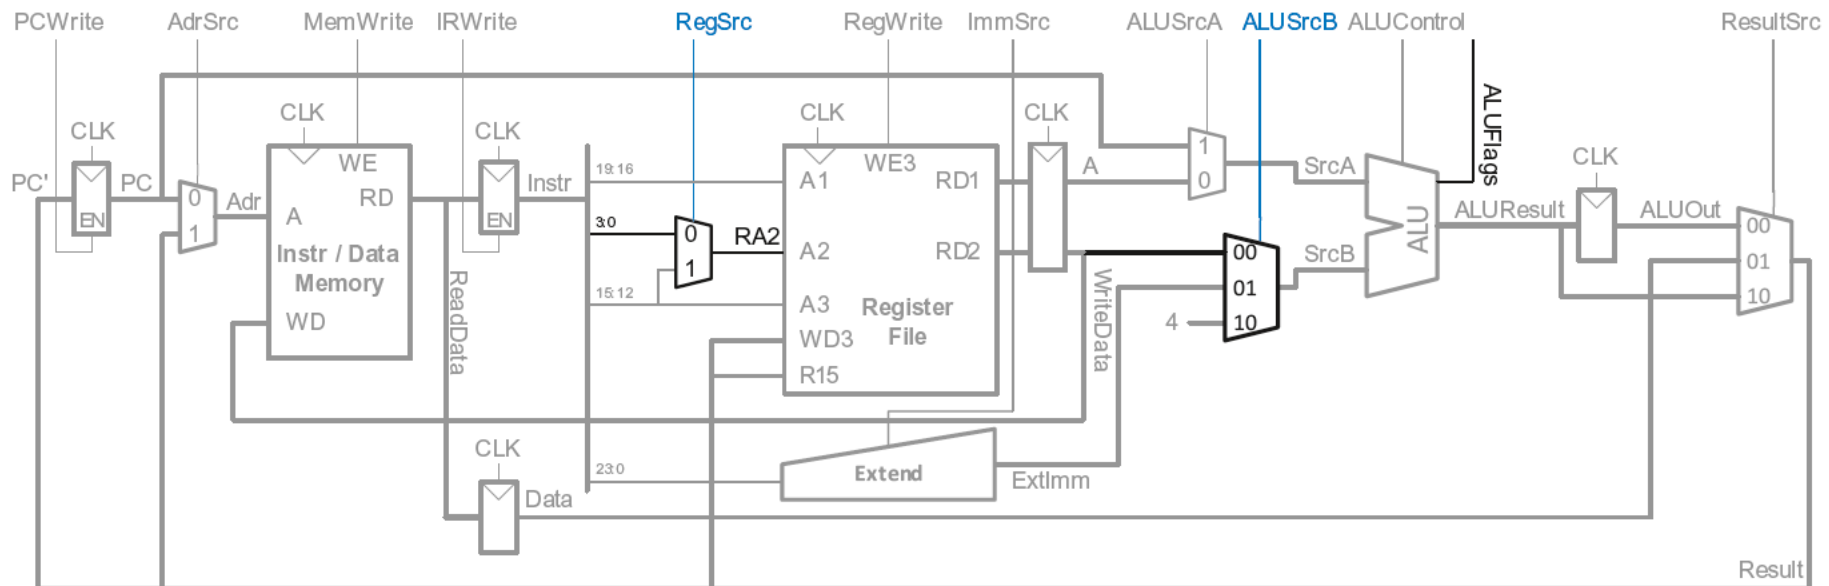 PCWrite AdrSrc MemWrite IRWrite RegSrc RegWrite ImmSrc ALUSrcA ALUSrcB ALUControl ResultSrc
CLK CLK CLK CLK CLK CLK
PC' EN PC
0 1 Adr
WE
A RD
Instr / Data
Memory
WD
ReadData
EN Instr
19:16
3:0
15:12
23:0
0 1 RA2
WE3
A1 RD1
A2 RD2
A3
Register
File
WD3
R15
A
WriteData
1 0 SrcA
00
01
4 10
SrcB
ALU
ALUFlags
ALUResult
CLK
ALUOut
00
01
10
CLK
Data
Extend
ExtImm
Result